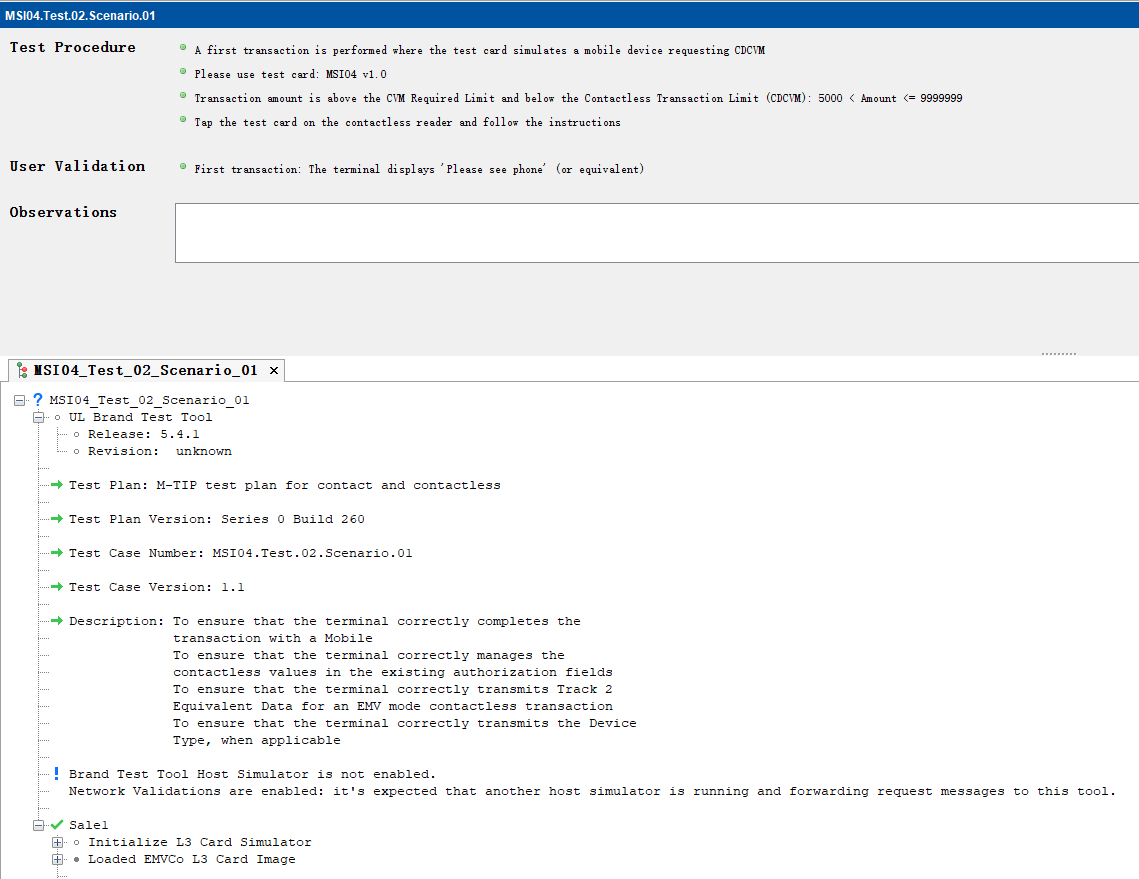 MSI04.Test.02.Scenario.01
Test Procedure
A first transaction is performed where the test card simulates a mobile device requesting CDCVM
Please use test card: MSI04 v1.0
Transaction amount is above the CVM Required Limit and below the Contactless Transaction Limit (CDCVM): 5000 < Amount <= 9999999
Tap the test card on the contactless reader and follow the instructions
User Validation
First transaction: The terminal displays 'Please see phone' (or equivalent)
Observations
MSI04_Test_02_Scenario_01
MSI04_Test_02_Scenario_01
UL Brand Test Tool
Release: 5.4.1
Revision: unknown
Test Plan: M-TIP test plan for contact and contactless
Test Plan Version: Series 0 Build 260
Test Case Number: MSI04.Test.02.Scenario.01
Test Case Version: 1.1
Description: To ensure that the terminal correctly completes the
transaction with a Mobile
To ensure that the terminal correctly manages the
contactless values in the existing authorization fields
To ensure that the terminal correctly transmits Track 2
Equivalent Data for an EMV mode contactless transaction
To ensure that the terminal correctly transmits the Device
Type, when applicable
Brand Test Tool Host Simulator is not enabled.
Network Validations are enabled: it's expected that another host simulator is running and forwarding request messages to this tool.
Sale1
Initialize L3 Card Simulator
Loaded EMVCo L3 Card Image